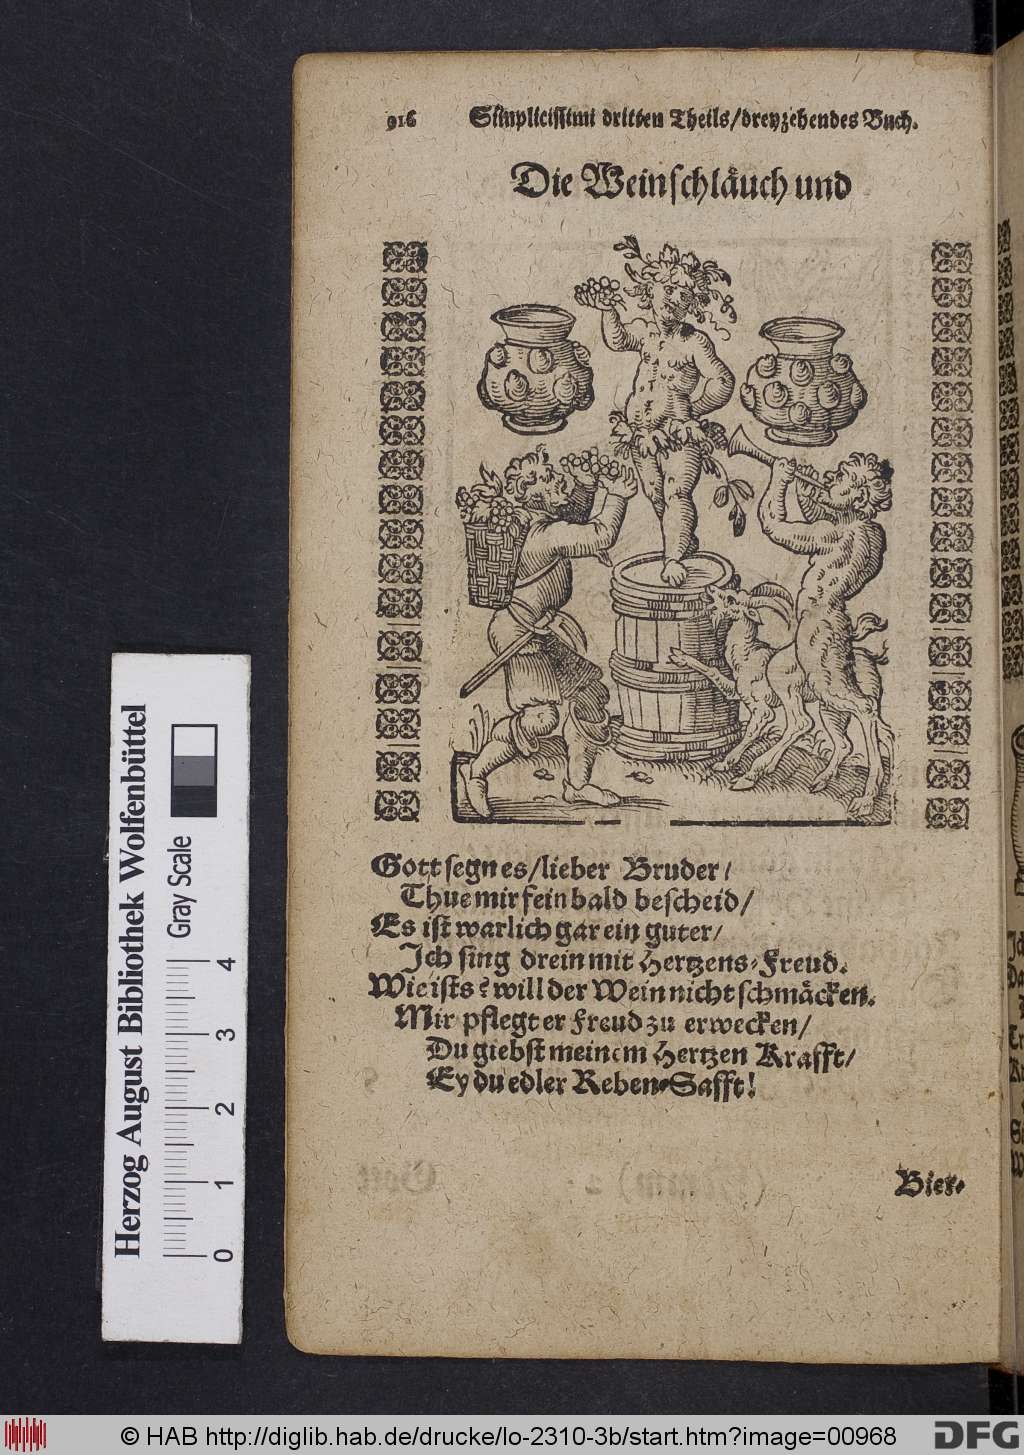 916 Simplicissimi dritten Theils/dreyzehendes Buch.
Die Weinschläuch und
Gott segn es/lieber Bruder/
Thue mir fein bald bescheid/
Es ist warlich gar ein guter/
Ich sing drein mit Hertzens-Freud.
Wie ists? will der Wein nicht schmäcken.
Mir pflegt er Freud zu erwecken/
Du giebst meinem Hertzen Krafft/
Ey du edler Reben-Safft!
Bier-
Herzog August Bibliothek Wolfenbüttel
Gray Scale
0 1 2 3 4
© HAB http://diglib.hab.de/drucke/lo-2310-3b/start.htm?image=00968
DFG